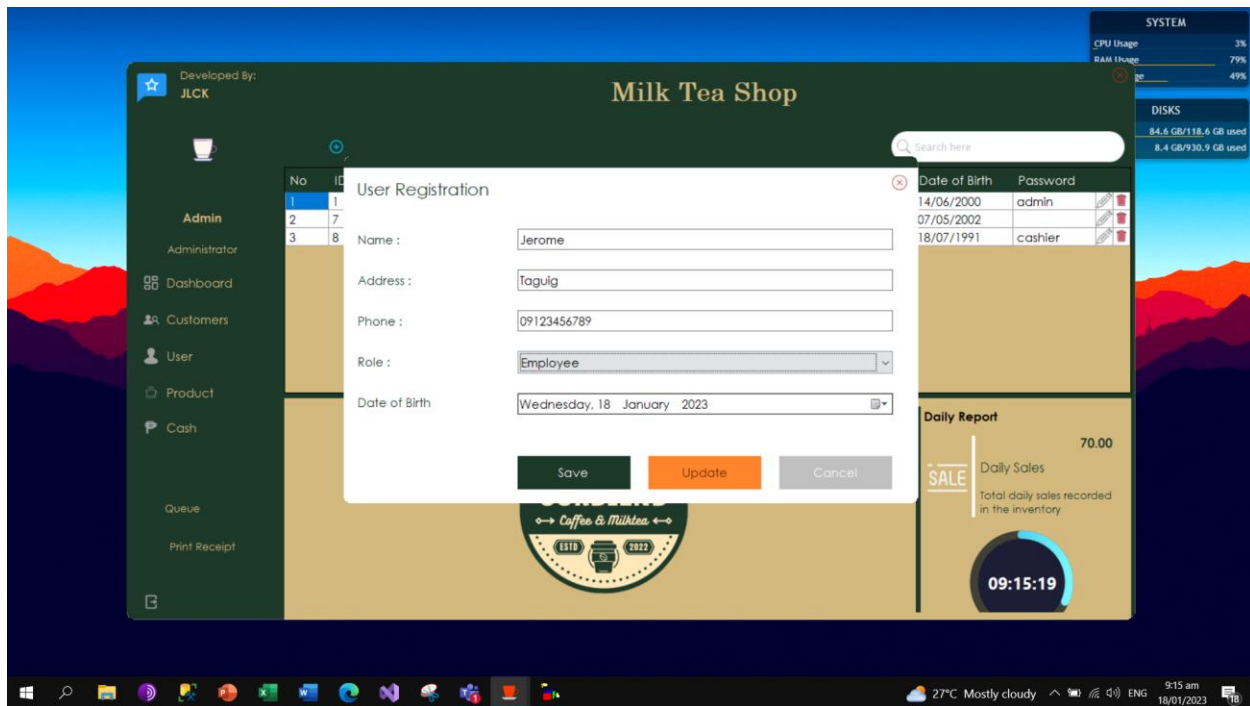 SYSTEM
CPU Usage 3%
RAM Usage 79%
ge 49%
DISKS
84.6 GB/118.6 GB used
8.4 GB/930.9 GB used
Developed By:
JLCK
Milk Tea Shop
Search here
No ID Date of Birth Password
1 1 14/06/2000 admin
2 7 07/05/2002
3 8 18/07/1991 cashier
Admin
Administrator
Dashboard
Customers
User
Product
Cash
Queue
Print Receipt
User Registration
Name : Jerome
Address : Taguig
Phone : 09123456789
Role : Employee
Date of Birth Wednesday, 18 January 2023
Save Update Cancel
Coffee & Milktea
ESTD 2022
Daily Report
70.00
SALE
Daily Sales
Total daily sales recorded
in the inventory
09:15:19
27°C Mostly cloudy ENG 9:15 am
18/01/2023
18